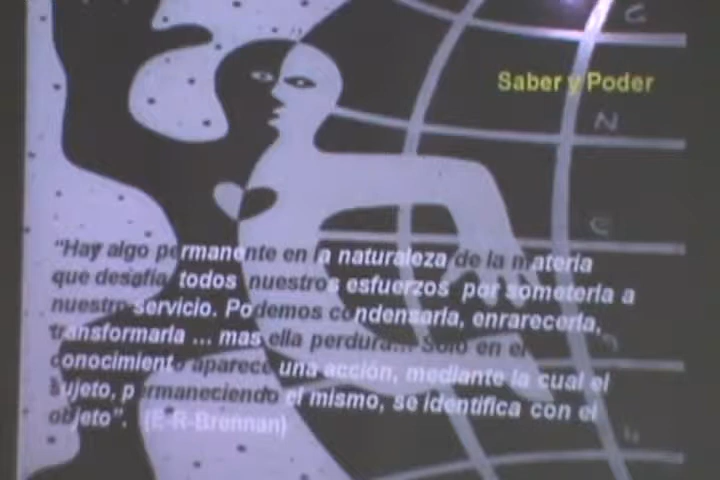 G
Saber y Poder
N
C
"Hay algo permanente en la naturaleza de la materia
que desafía todos nuestros esfuerzos por someterla a
nuestro servicio. Podemos condensarla, enrarecerla,
transformarla ... mas ella perdura... Sólo en el
conocimiento aparece una acción, mediante la cual el
sujeto, permaneciendo el mismo, se identifica con el
objeto". (E-R-Brennan)